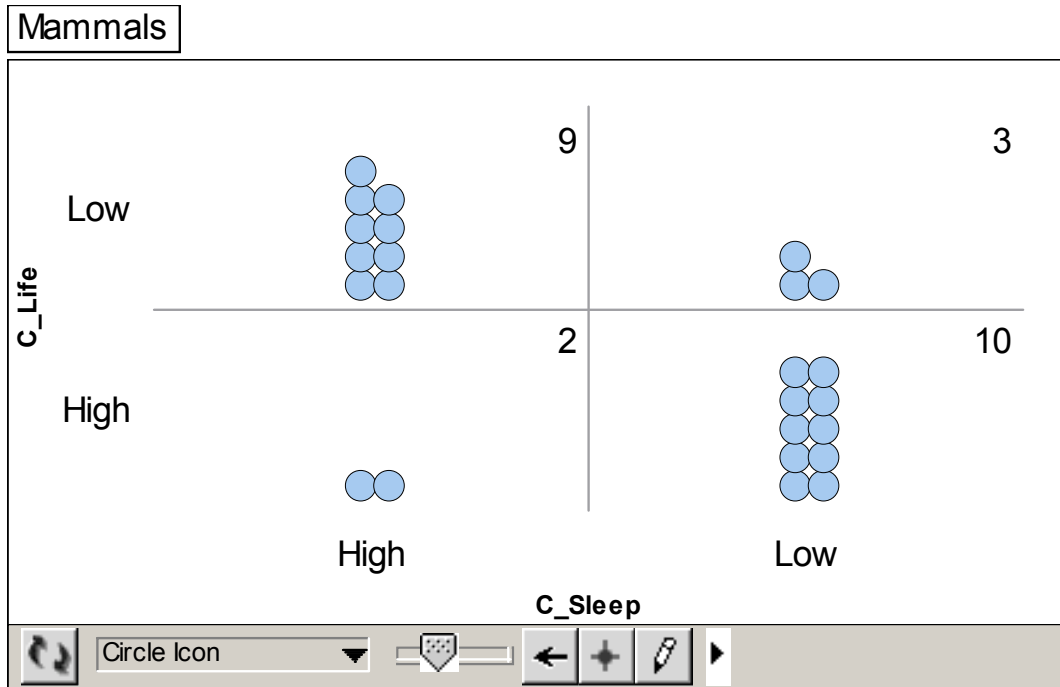 Mammals
9
3
Low
C_Life
2
10
High
High
Low
C_Sleep
Circle Icon